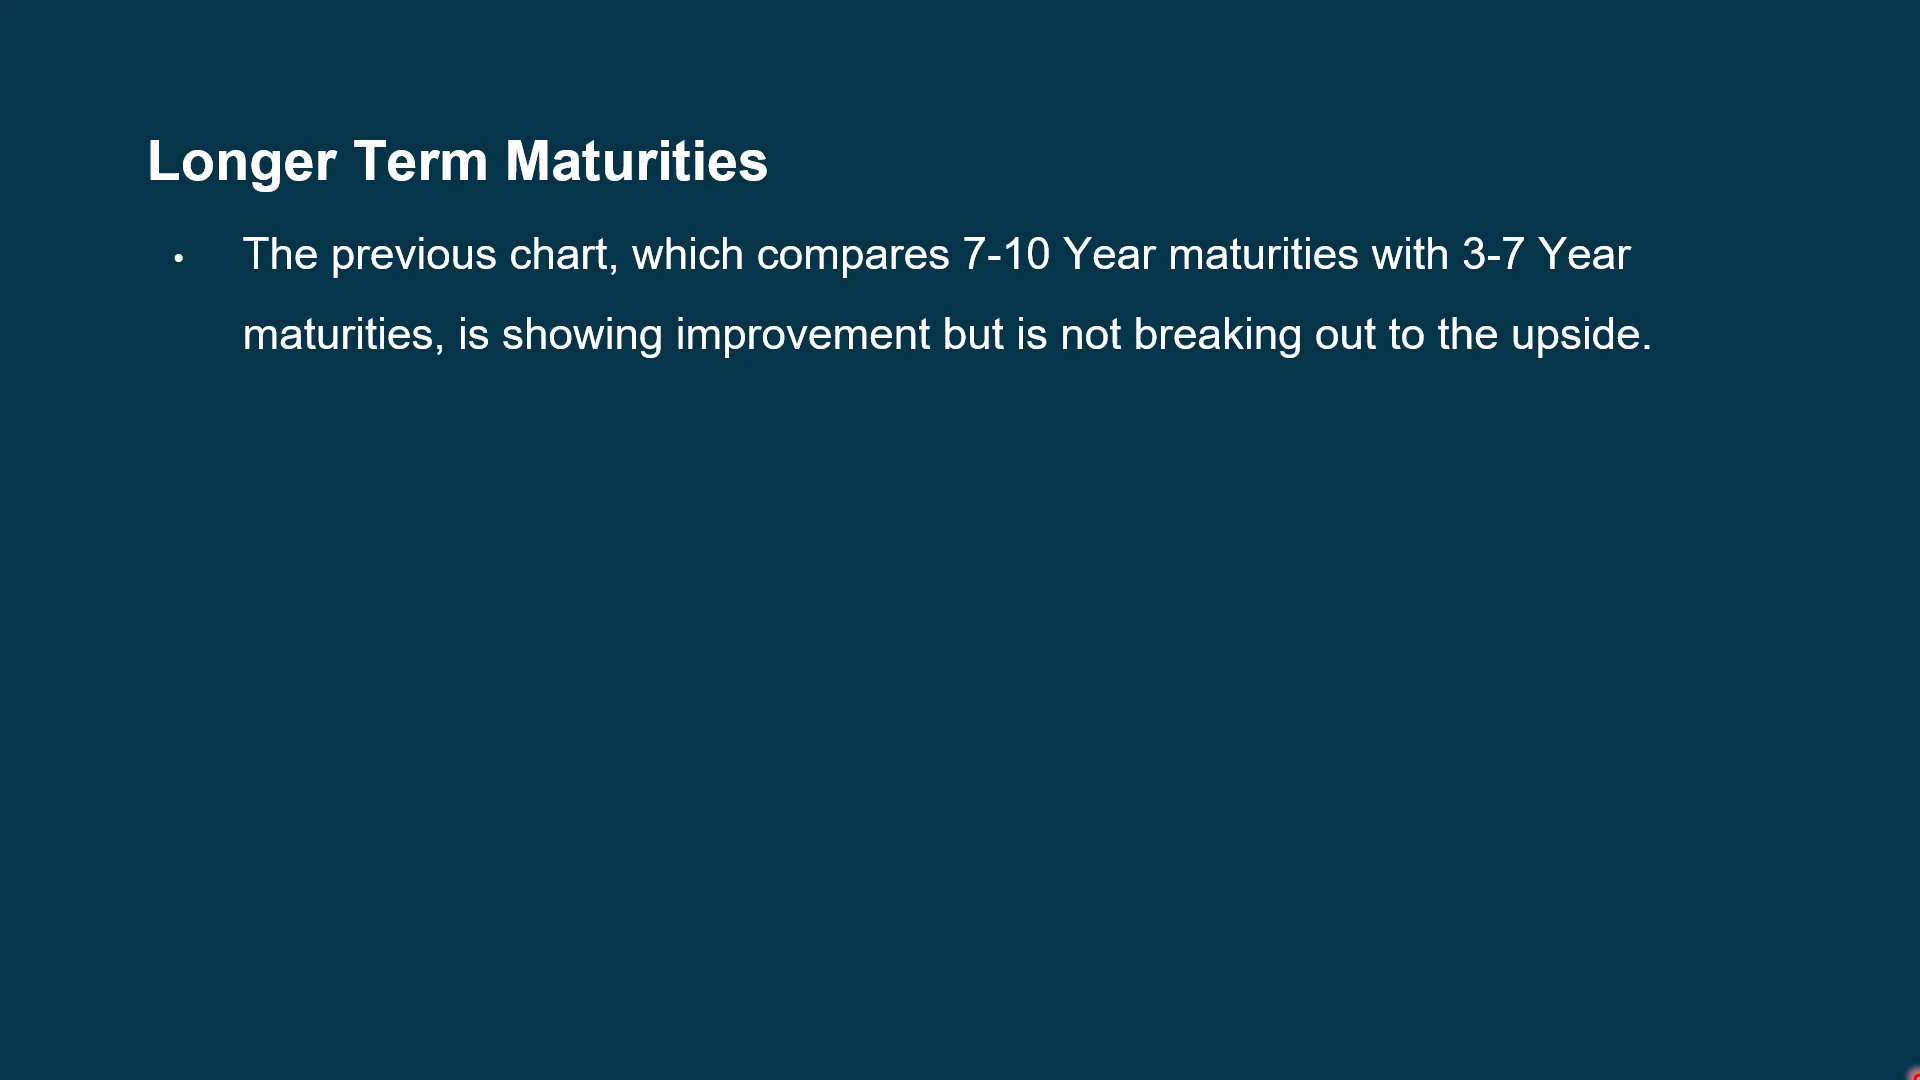 Longer Term Maturities
• The previous chart, which compares 7-10 Year maturities with 3-7 Year
maturities, is showing improvement but is not breaking out to the upside.